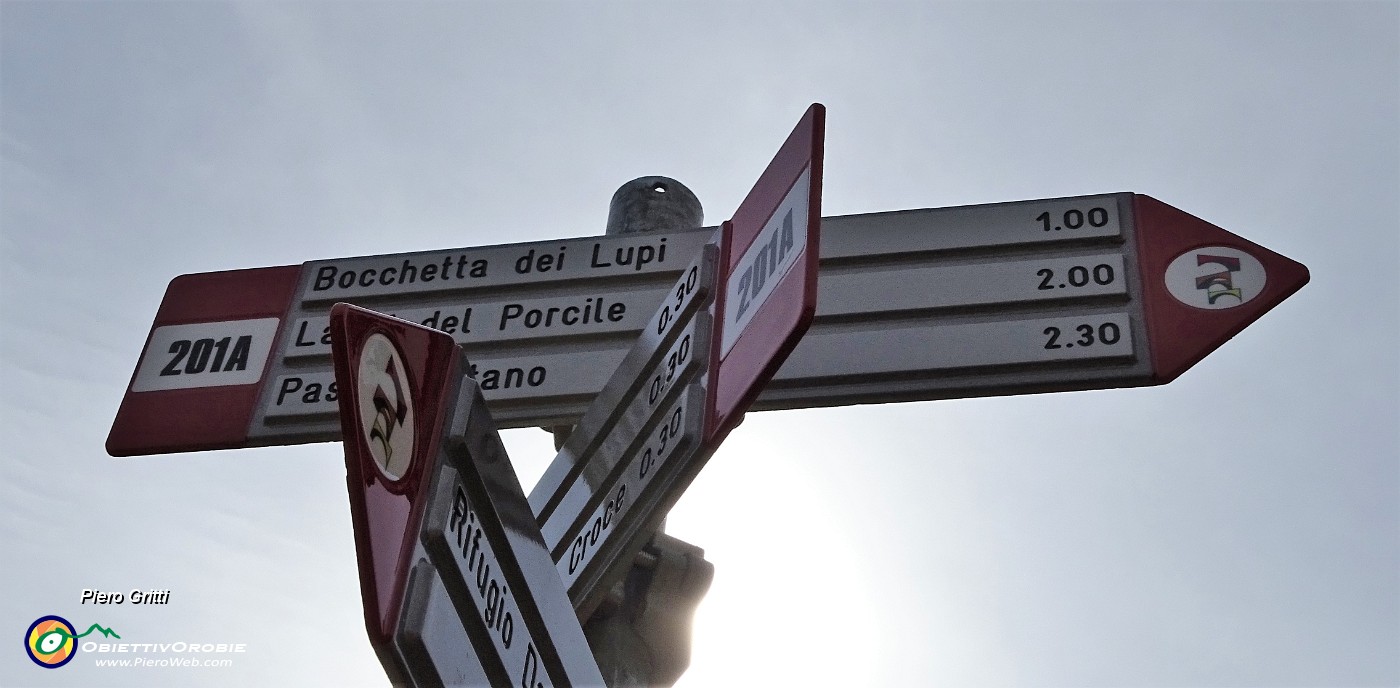 Bocchetta dei Lupi 1.00
del Porcile 2.00
2.30
201A
201A
0.30
0.30
Croce 0.30
Rifugio
Piero Gritti
OBIETTIVOROBIE
www.PieroWeb.com